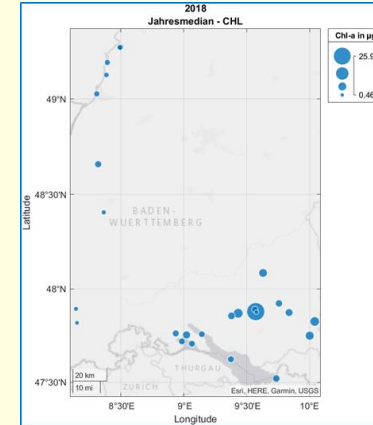 2018
Jahresmedian - CHL
Chl-a in µg
25.9
0.46
49°N
48°30'N
48°N
47°30'N
Latitude
BADEN-
WUERTTEMBERG
THURGAU
ZURICH
20 km
10 mi
Esri, HERE, Garmin, USGS
8°30'E
9°E
9°30'E
10°E
Longitude